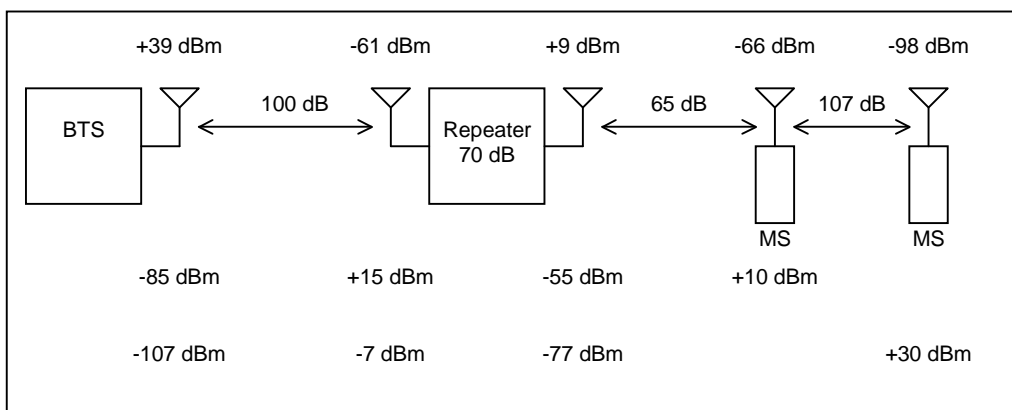 +39 dBm -61 dBm +9 dBm -66 dBm -98 dBm
100 dB 65 dB 107 dB
BTS Repeater
70 dB
MS MS
-85 dBm +15 dBm -55 dBm +10 dBm
-107 dBm -7 dBm -77 dBm +30 dBm